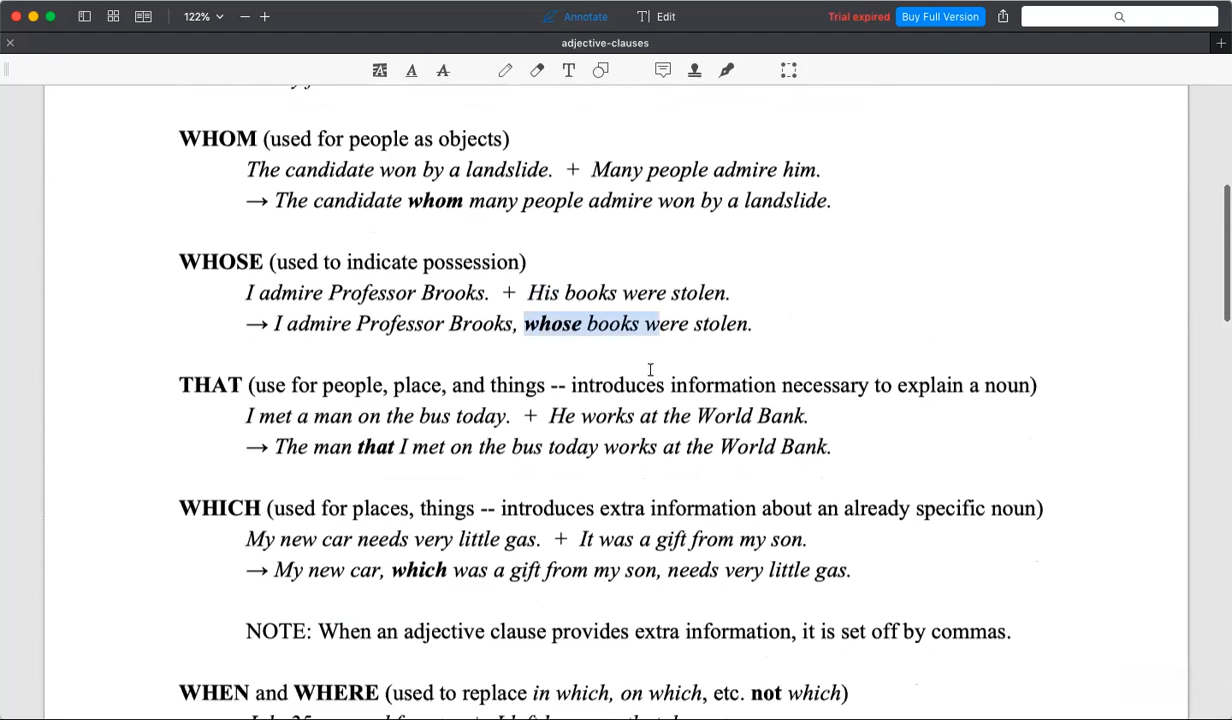 122%
Annotate
Edit
Trial expired
Buy Full Version
adjective-clauses
WHOM (used for people as objects)
The candidate won by a landslide. + Many people admire him.
→ The candidate whom many people admire won by a landslide.
WHOSE (used to indicate possession)
I admire Professor Brooks. + His books were stolen.
→ I admire Professor Brooks, whose books were stolen.
THAT (use for people, place, and things -- introduces information necessary to explain a noun)
I met a man on the bus today. + He works at the World Bank.
→ The man that I met on the bus today works at the World Bank.
WHICH (used for places, things -- introduces extra information about an already specific noun)
My new car needs very little gas. + It was a gift from my son.
→ My new car, which was a gift from my son, needs very little gas.
NOTE: When an adjective clause provides extra information, it is set off by commas.
WHEN and WHERE (used to replace in which, on which, etc. not which)